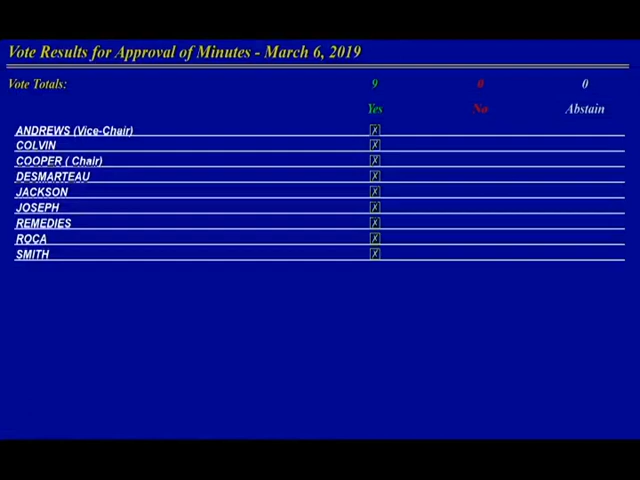 Vote Results for Approval of Minutes - March 6, 2019
Vote Totals: 9 0 0
Yes No Abstain
ANDREWS (Vice-Chair) X
COLVIN X
COOPER ( Chair) X
DESMARTEAU X
JACKSON X
JOSEPH X
REMEDIES X
ROCA X
SMITH X